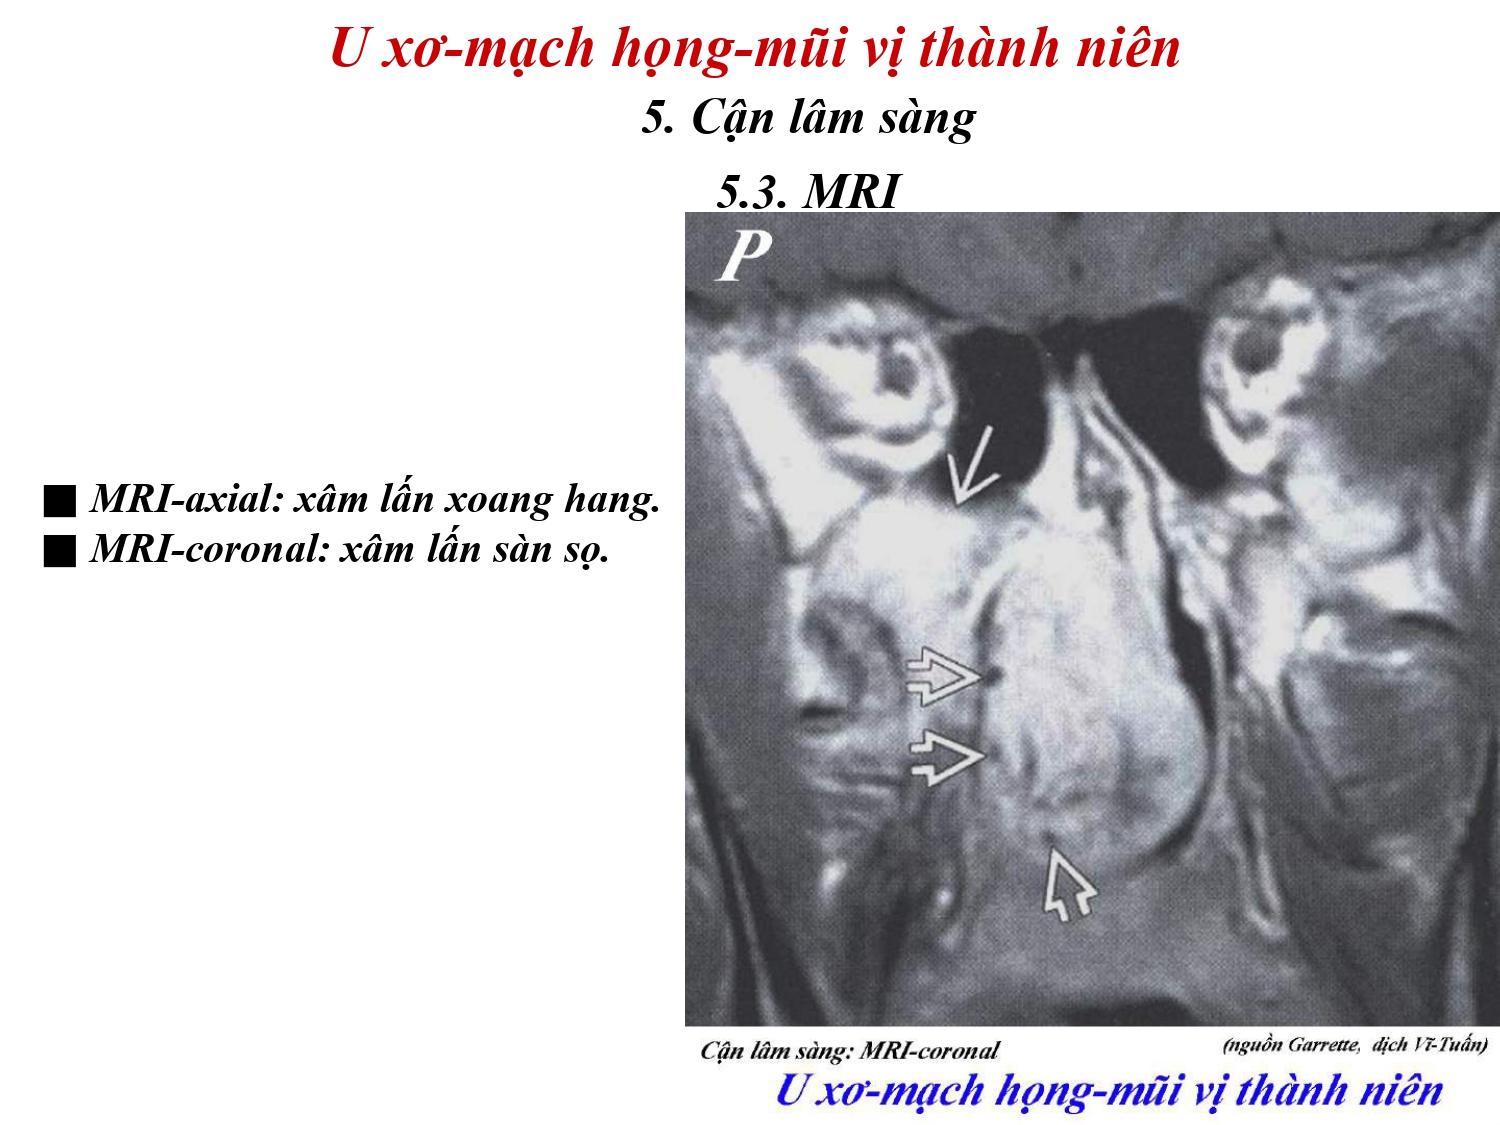 U xơ-mạch họng-mũi vị thành niên
5. Cận lâm sàng
5.3. MRI
P
■ MRI-axial: xâm lấn xoang hang.
■ MRI-coronal: xâm lấn sàn sọ.
Cận lâm sàng: MRI-coronal
(nguồn Garrette, dịch Vĩ-Tuấn)
U xơ-mạch họng-mũi vị thành niên